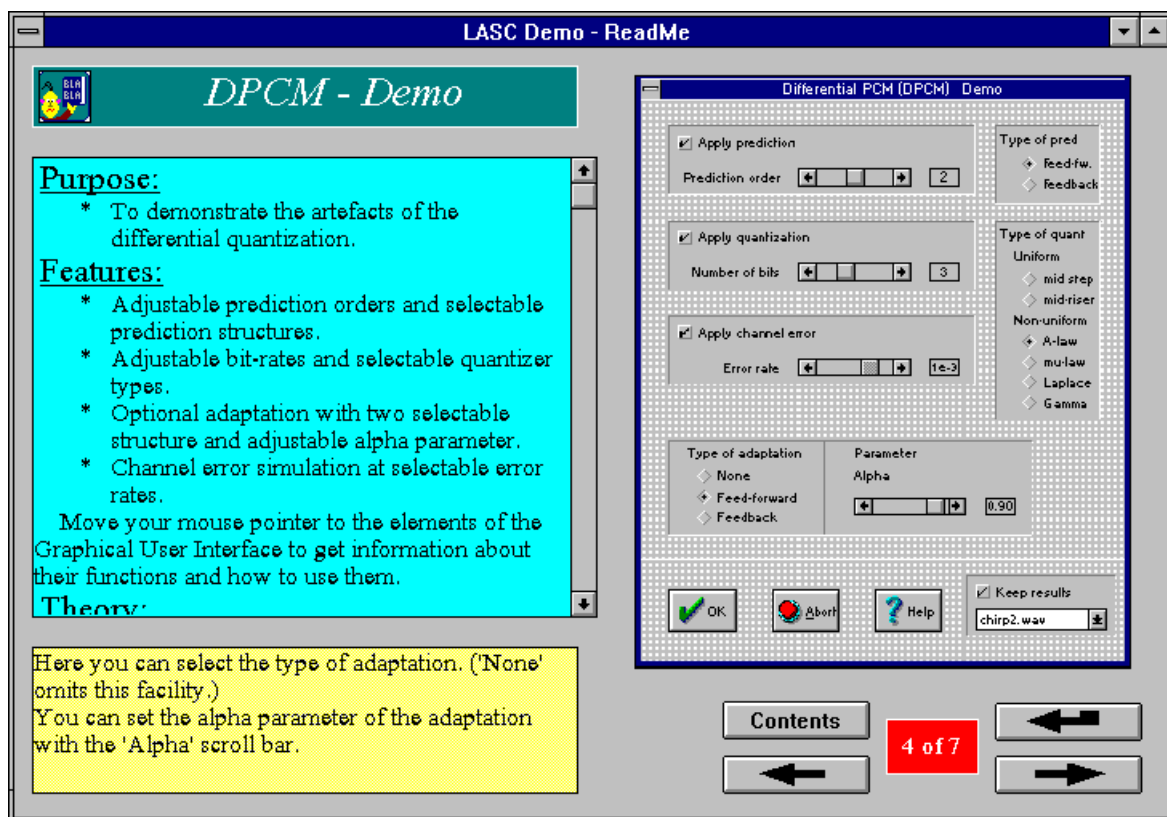 LASC Demo - ReadMe
BLA
BLA
DPCM - Demo
Purpose:
* To demonstrate the artefacts of the
differential quantization.
Features:
* Adjustable prediction orders and selectable
prediction structures.
* Adjustable bit-rates and selectable quantizer
types.
* Optional adaptation with two selectable
structure and adjustable alpha parameter.
* Channel error simulation at selectable error
rates.
Move your mouse pointer to the elements of the
Graphical User Interface to get information about
their functions and how to use them.
Theory:
Here you can select the type of adaptation. ('None'
omits this facility.)
You can set the alpha parameter of the adaptation
with the 'Alpha' scroll bar.
Differential PCM (DPCM) Demo
Apply prediction
Prediction order 2
Type of pred
Feed-fw.
Feedback
Apply quantization
Number of bits 3
Type of quant
Uniform
mid step
mid-riser
Non-uniform
A-law
mu-law
Laplace
Gamma
Apply channel error
Error rate 1e-3
Type of adaptation
None
Feed-forward
Feedback
Parameter
Alpha
0.90
OK
Abort
Help
Keep results
chirp2.wav
Contents
4 of 7